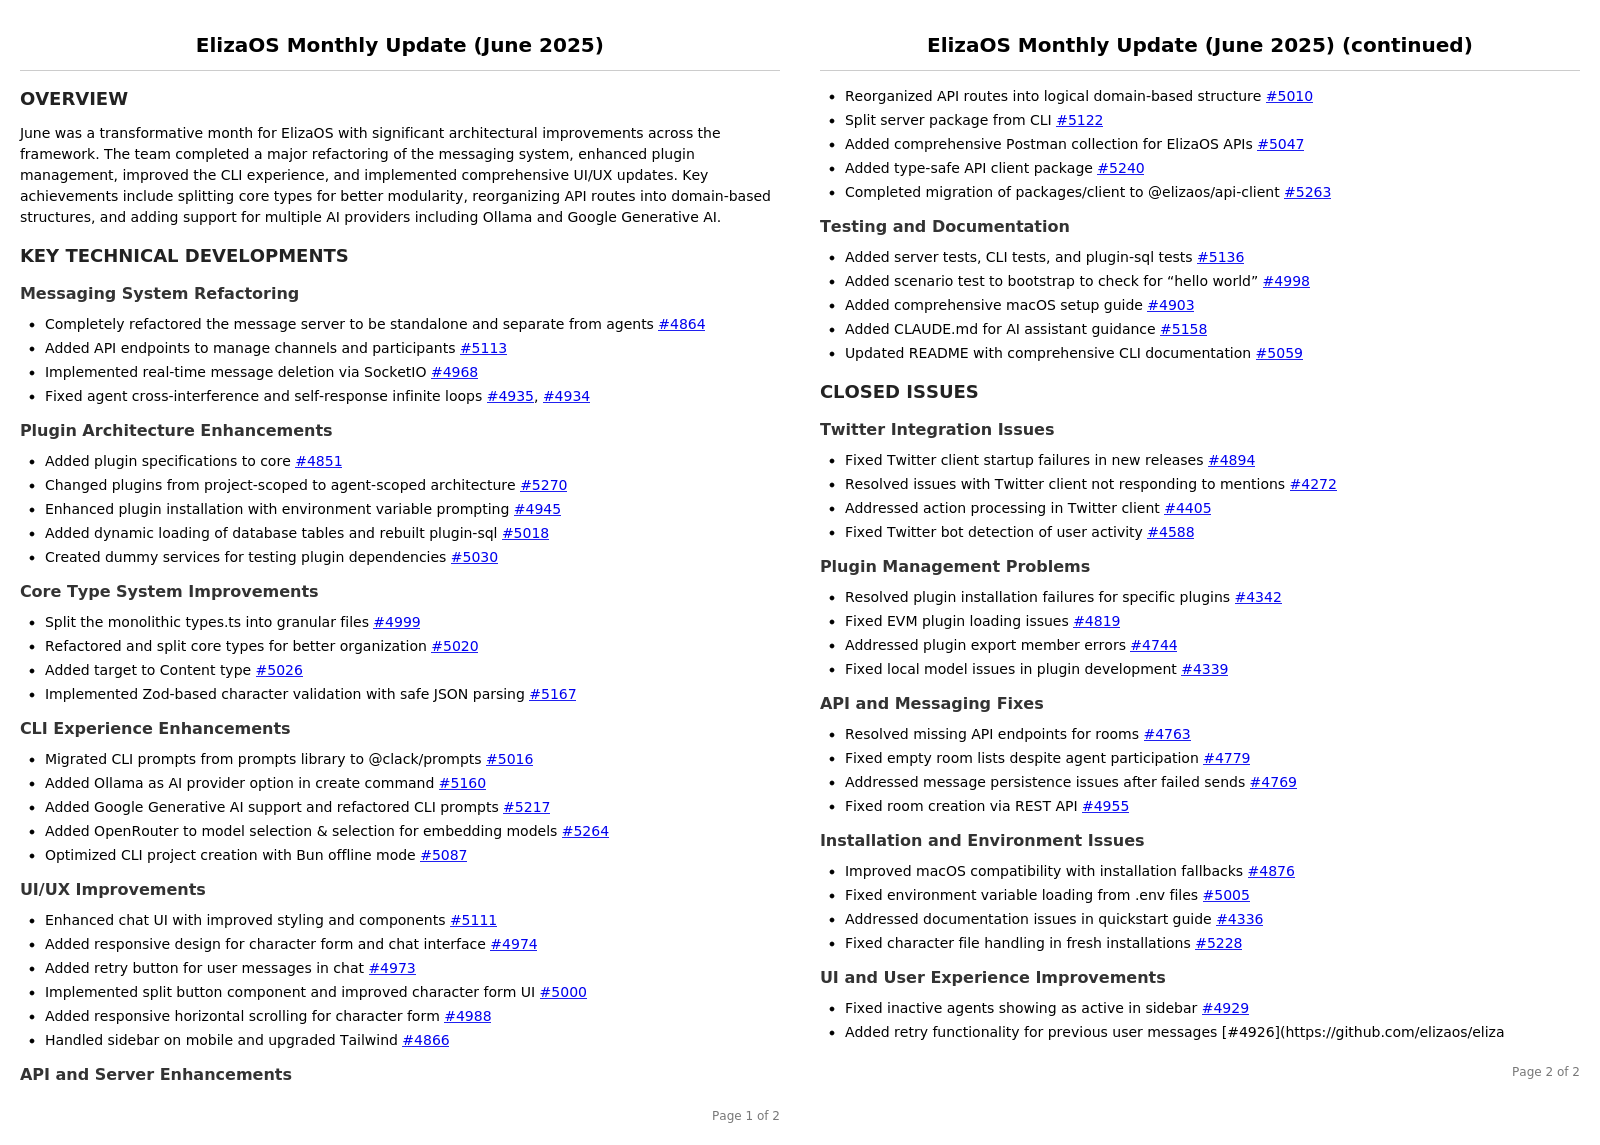 ElizaOS Monthly Update (June 2025)
OVERVIEW
June was a transformative month for ElizaOS with significant architectural improvements across the
framework. The team completed a major refactoring of the messaging system, enhanced plugin
management, improved the CLI experience, and implemented comprehensive UI/UX updates. Key
achievements include splitting core types for better modularity, reorganizing API routes into domain-based
structures, and adding support for multiple AI providers including Ollama and Google Generative AI.
KEY TECHNICAL DEVELOPMENTS
Messaging System Refactoring
• Completely refactored the message server to be standalone and separate from agents #4864
• Added API endpoints to manage channels and participants #5113
• Implemented real-time message deletion via SocketIO #4968
• Fixed agent cross-interference and self-response infinite loops #4935, #4934
Plugin Architecture Enhancements
• Added plugin specifications to core #4851
• Changed plugins from project-scoped to agent-scoped architecture #5270
• Enhanced plugin installation with environment variable prompting #4945
• Added dynamic loading of database tables and rebuilt plugin-sql #5018
• Created dummy services for testing plugin dependencies #5030
Core Type System Improvements
• Split the monolithic types.ts into granular files #4999
• Refactored and split core types for better organization #5020
• Added target to Content type #5026
• Implemented Zod-based character validation with safe JSON parsing #5167
CLI Experience Enhancements
• Migrated CLI prompts from prompts library to @clack/prompts #5016
• Added Ollama as AI provider option in create command #5160
• Added Google Generative AI support and refactored CLI prompts #5217
• Added OpenRouter to model selection & selection for embedding models #5264
• Optimized CLI project creation with Bun offline mode #5087
UI/UX Improvements
• Enhanced chat UI with improved styling and components #5111
• Added responsive design for character form and chat interface #4974
• Added retry button for user messages in chat #4973
• Implemented split button component and improved character form UI #5000
• Added responsive horizontal scrolling for character form #4988
• Handled sidebar on mobile and upgraded Tailwind #4866
API and Server Enhancements
Page 1 of 2
ElizaOS Monthly Update (June 2025) (continued)
• Reorganized API routes into logical domain-based structure #5010
• Split server package from CLI #5122
• Added comprehensive Postman collection for ElizaOS APIs #5047
• Added type-safe API client package #5240
• Completed migration of packages/client to @elizaos/api-client #5263
Testing and Documentation
• Added server tests, CLI tests, and plugin-sql tests #5136
• Added scenario test to bootstrap to check for “hello world” #4998
• Added comprehensive macOS setup guide #4903
• Added CLAUDE.md for AI assistant guidance #5158
• Updated README with comprehensive CLI documentation #5059
CLOSED ISSUES
Twitter Integration Issues
• Fixed Twitter client startup failures in new releases #4894
• Resolved issues with Twitter client not responding to mentions #4272
• Addressed action processing in Twitter client #4405
• Fixed Twitter bot detection of user activity #4588
Plugin Management Problems
• Resolved plugin installation failures for specific plugins #4342
• Fixed EVM plugin loading issues #4819
• Addressed plugin export member errors #4744
• Fixed local model issues in plugin development #4339
API and Messaging Fixes
• Resolved missing API endpoints for rooms #4763
• Fixed empty room lists despite agent participation #4779
• Addressed message persistence issues after failed sends #4769
• Fixed room creation via REST API #4955
Installation and Environment Issues
• Improved macOS compatibility with installation fallbacks #4876
• Fixed environment variable loading from .env files #5005
• Addressed documentation issues in quickstart guide #4336
• Fixed character file handling in fresh installations #5228
UI and User Experience Improvements
• Fixed inactive agents showing as active in sidebar #4929
• Added retry functionality for previous user messages [#4926](https://github.com/elizaos/eliza
Page 2 of 2